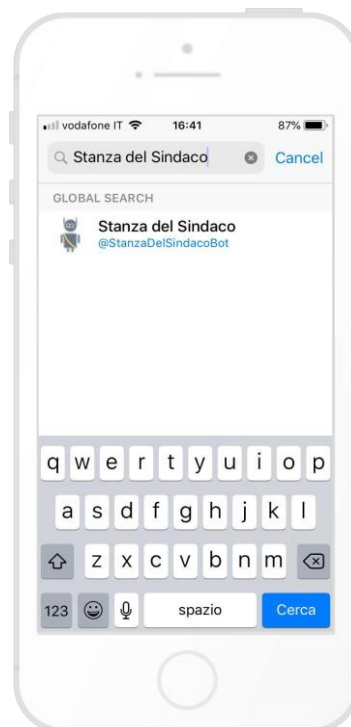 vodafone IT 16:41 87%
Stanza del Sindaco Cancel
GLOBAL SEARCH
Stanza del Sindaco
@StanzaDelSindacoBot
q w e r t y u i o p
a s d f g h j k l
z x c v b n m
123 spazio Cerca